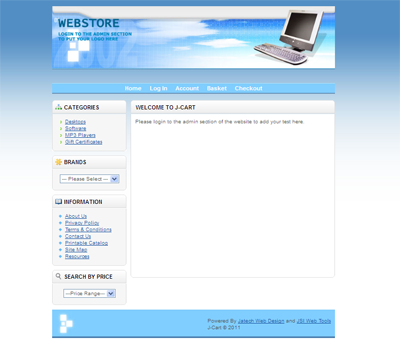 WEBSTORE
LOGIN TO THE ADMIN SECTION
TO PUT YOUR LOGO HERE
Home Log In Account Basket Checkout
CATEGORIES
Desktops
Software
MP3 Players
Gift Certificates
BRANDS
--- Please Select ---
INFORMATION
About Us
Privacy Policy
Terms & Conditions
Contact Us
Printable Catalog
Site Map
Resources
SEARCH BY PRICE
---Price Range---
WELCOME TO J-CART
Please login to the admin section of the website to add your text here.
Powered By Jatech Web Design and JSI Web Tools
J-Cart © 2011